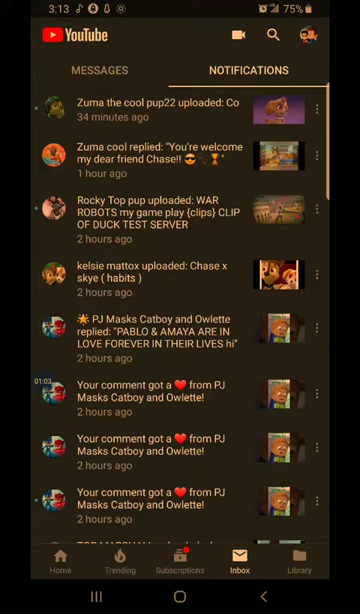 3:13
75%
YouTube
MESSAGES
NOTIFICATIONS
Zuma the cool pup22 uploaded: Co
34 minutes ago
Zuma cool replied: "You're welcome
my dear friend Chase!! 😎🐾🏆
1 hour ago
Rocky Top pup uploaded: WAR
ROBOTS my game play {clips} CLIP
OF DUCK TEST SERVER
2 hours ago
kelsie mattox uploaded: Chase x
skye ( habits )
2 hours ago
🌟 PJ Masks Catboy and Owlette
replied: "PABLO & AMAYA ARE IN
LOVE FOREVER IN THEIR LIVES hi"
2 hours ago
01:03
Your comment got a ❤️ from PJ
Masks Catboy and Owlette!
2 hours ago
Your comment got a ❤️ from PJ
Masks Catboy and Owlette!
2 hours ago
Your comment got a ❤️ from PJ
Masks Catboy and Owlette!
2 hours ago
Home
Trending
Subscriptions
Inbox
Library